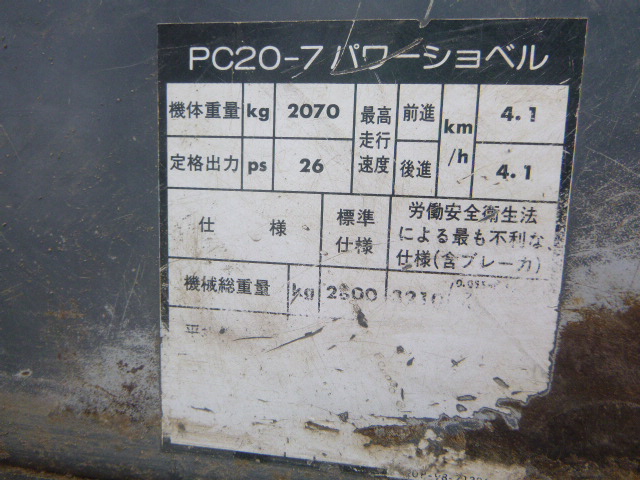 PC20-7パワーショベル
機体重量 kg 2070 最高走行速度 前進 km/h 4.1
定格出力 ps 26 後進 4.1
仕様 標準仕様 労働安全衛生法による最も不利な仕様(含ブレーカ)
機械総重量 kg
平